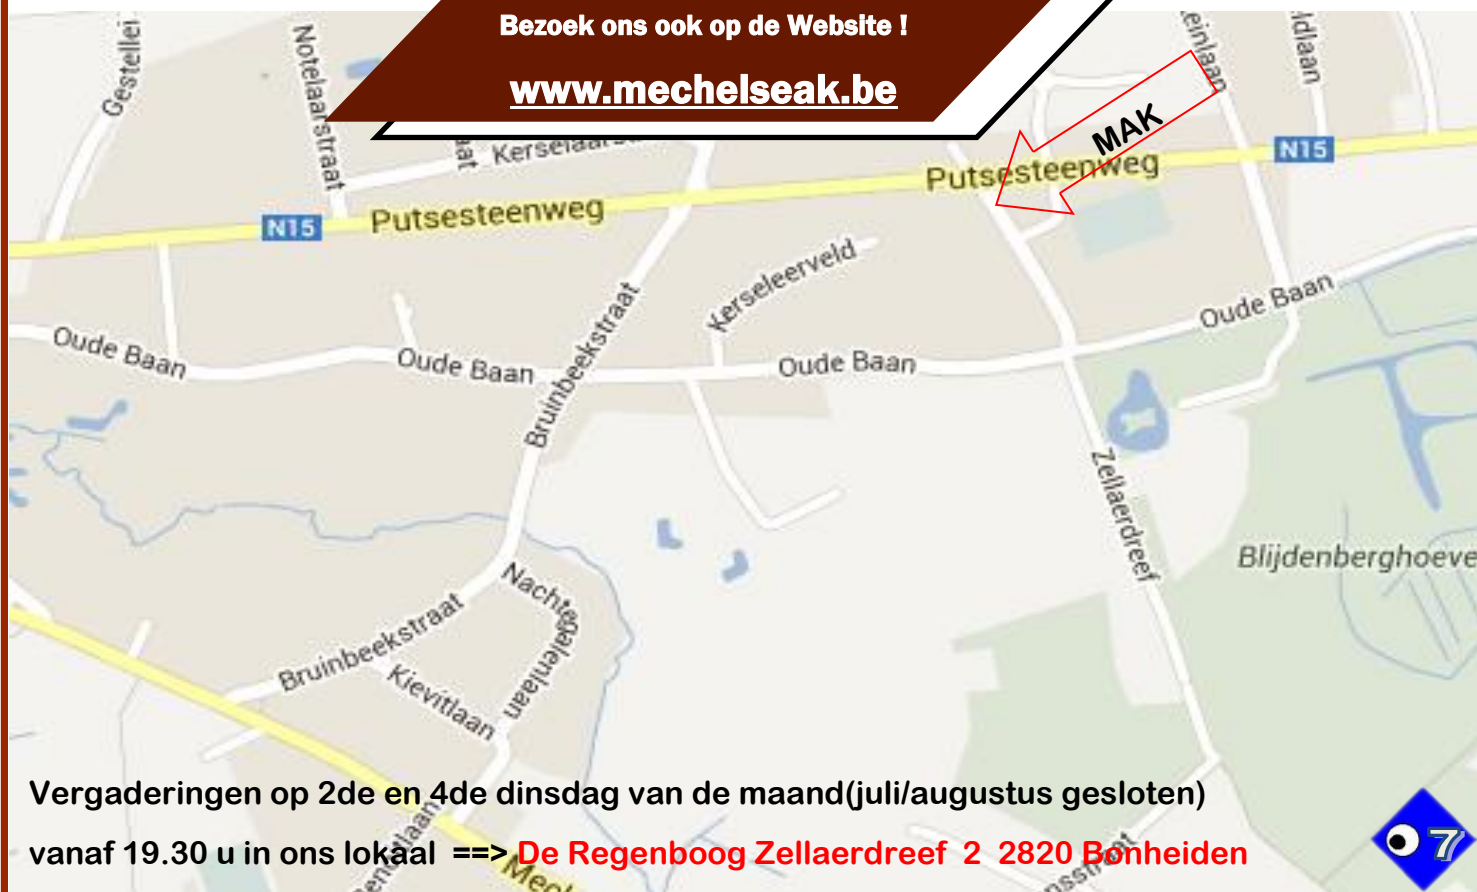 Bezoek ons ook op de Website !
www.mechelseak.be
Notelaarstraat
MAK
N15
Putsesteenweg
N15
Putsesteenweg
Kerseleerveld
Oude Baan
Oude Baan
Oude Baan
Oude Baan
Bruinbeekstraat
Zellaerdreef
Blijdenberghoeve
Nachtegalenlaan
Bruinbeekstraat
Kievitlaan
Vergaderingen op 2de en 4de dinsdag van de maand(juli/augustus gesloten)
vanaf 19.30 u in ons lokaal ==> De Regenboog Zellaerdreef 2 2820 Bonheiden
7